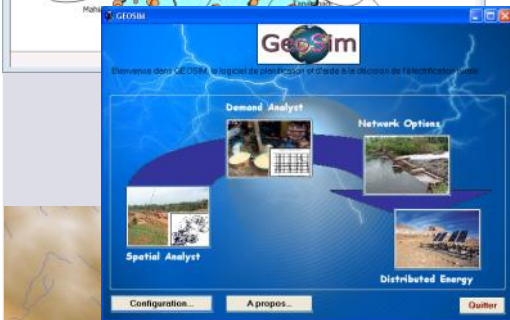 Maha
GEOSIM
GeoSim
Bienvenue dans GEOSIM, le logiciel de planification et d'aide à la décision de l'électrification rurale
Demand Analyst
Network Options
Spatial Analyst
Distributed Energy
Configuration...
A propos...
Quitter